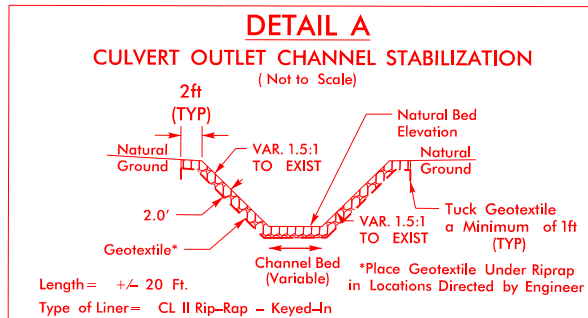 DETAIL A
CULVERT OUTLET CHANNEL STABILIZATION
( Not to Scale)
2ft
(TYP)
Natural Bed
Elevation
Natural
Ground
VAR. 1.5:1
TO EXIST
Natural
Ground
2.0'
VAR. 1.5:1
TO EXIST
Tuck Geotextile
a Minimum of 1ft
(TYP)
Geotextile*
Channel Bed
(Variable)
*Place Geotextile Under Riprap
in Locations Directed by Engineer
Length= +/- 20 Ft.
Type of Liner= CL II Rip-Rap - Keyed-In